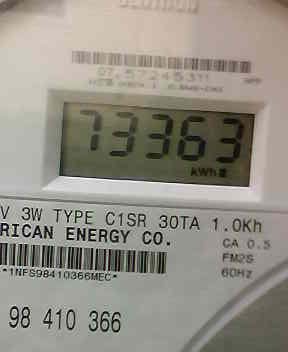 73363
kWh
V 3W TYPE C1SR 30TA 1.0Kh
RICAN ENERGY CO.
CA 0.5
FM2S
60Hz
*1NFS98410366MEC*
98 410 366